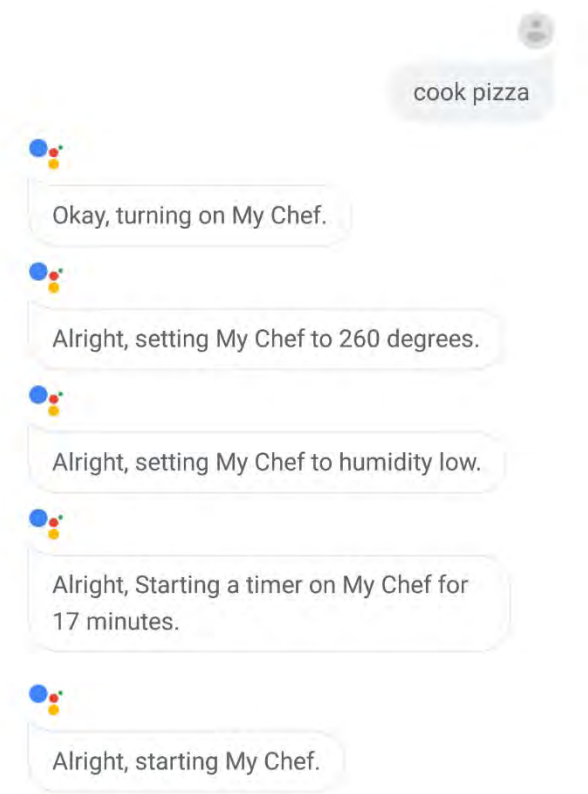 cook pizza
Okay, turning on My Chef.
Alright, setting My Chef to 260 degrees.
Alright, setting My Chef to humidity low.
Alright, Starting a timer on My Chef for
17 minutes.
Alright, starting My Chef.